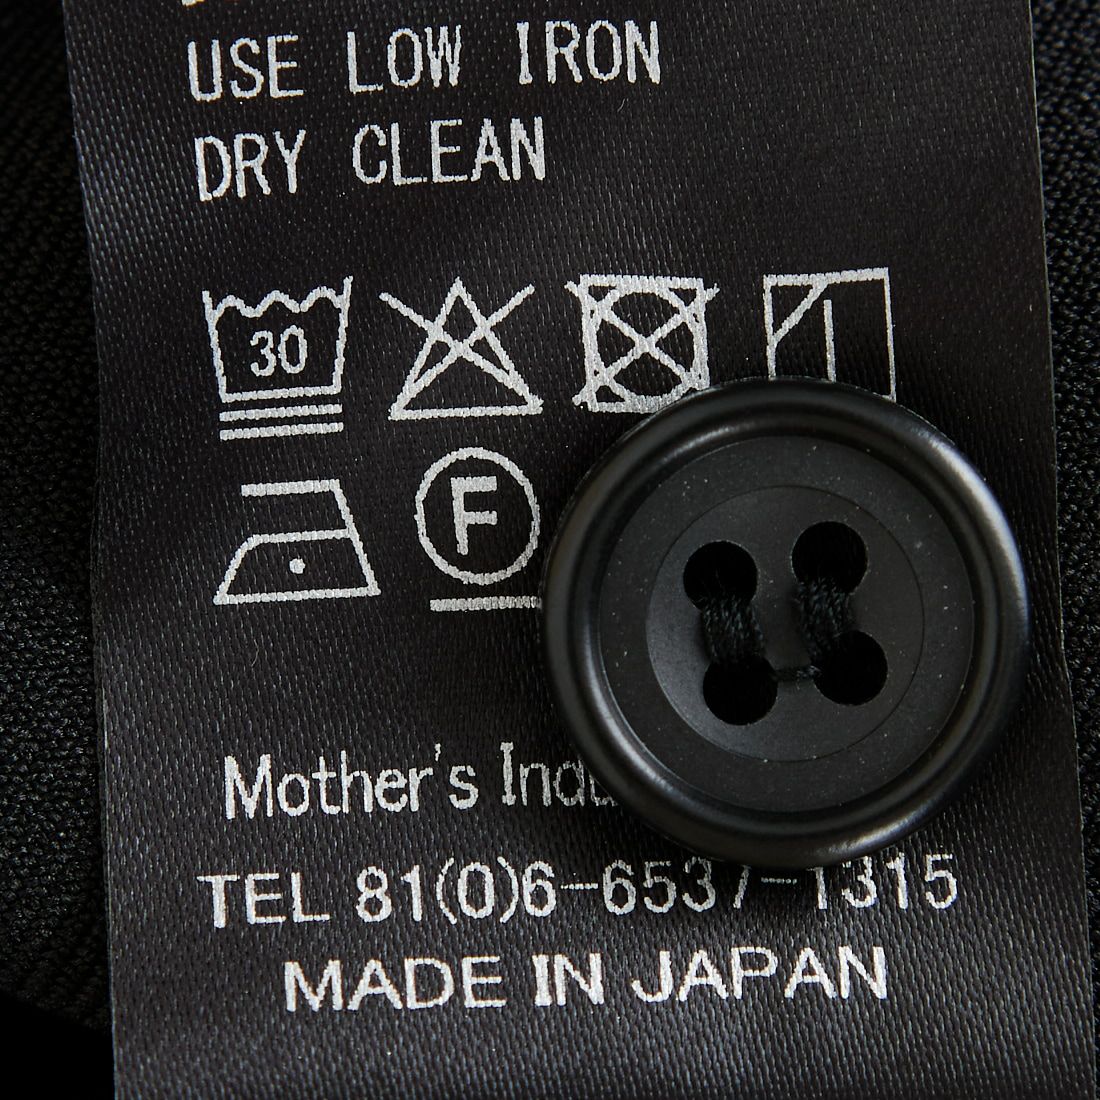 USE LOW IRON
DRY CLEAN
30
F
Mother's
TEL 81(0)6-6537-1315
MADE IN JAPAN